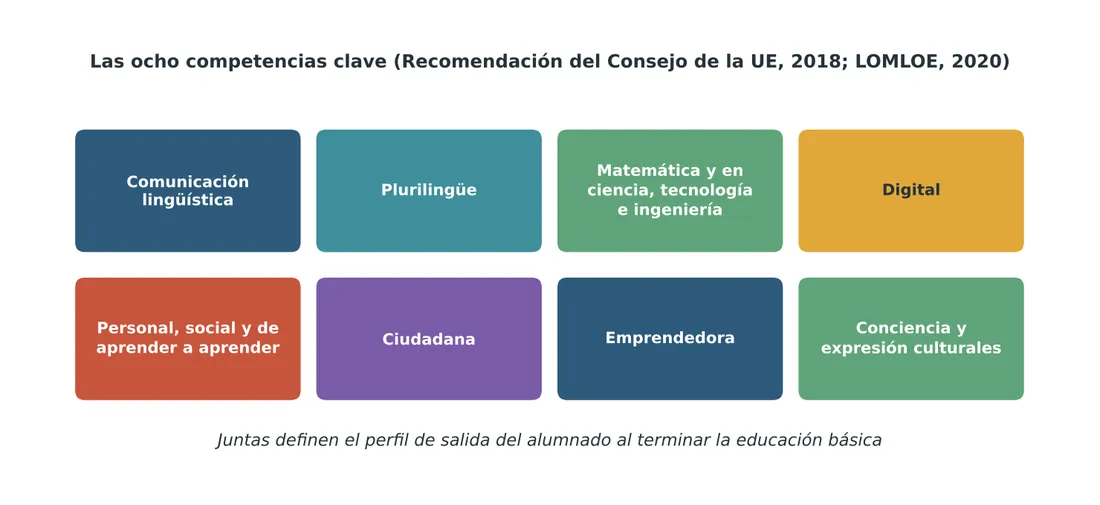 Las ocho competencias clave (Recomendación del Consejo de la UE, 2018; LOMLOE, 2020)
Comunicación
lingüística
Plurilingüe
Matemática y en
ciencia, tecnología
e ingeniería
Digital
Personal, social y de
aprender a aprender
Ciudadana
Emprendedora
Conciencia y
expresión culturales
Juntas definen el perfil de salida del alumnado al terminar la educación básica